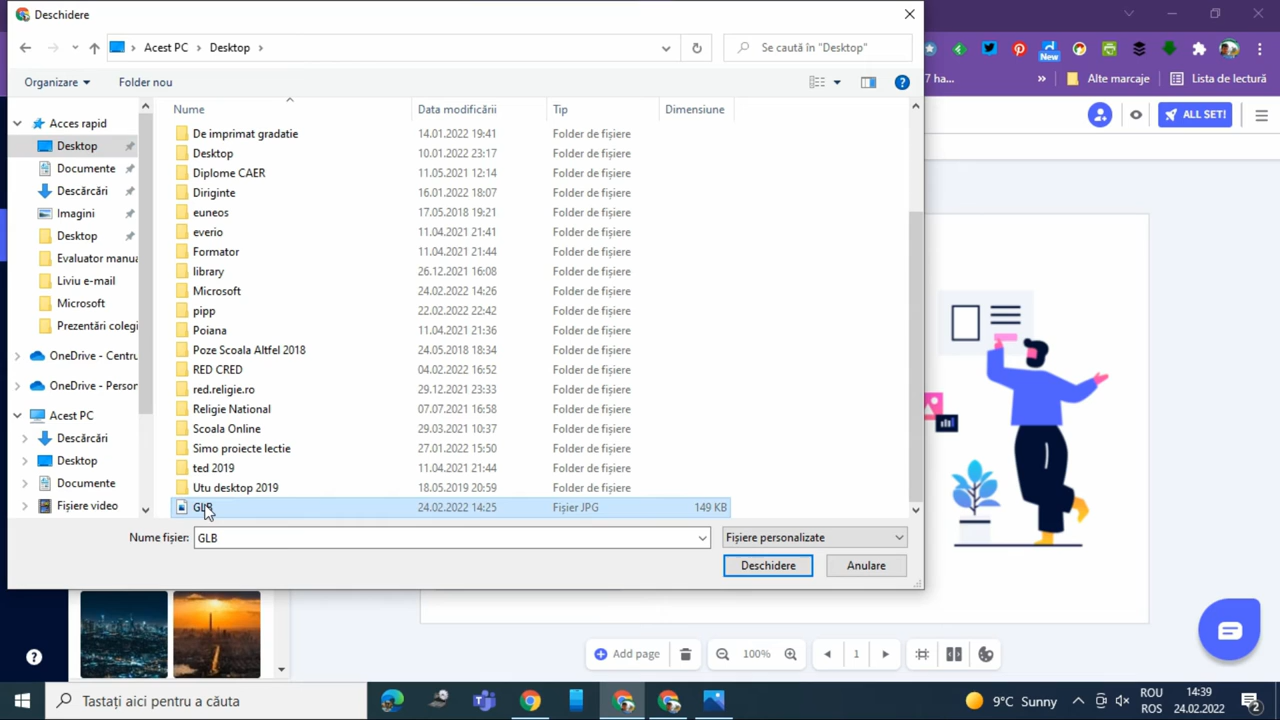 Deschidere
Acest PC
Desktop
Se caută în "Desktop"
Organizare
Folder nou
Nume
Data modificării
Tip
Dimensiune
De imprimat gradatie 14.01.2022 19:41 Folder de fișiere
Desktop 10.01.2022 23:17 Folder de fișiere
Diplome CAER 11.05.2021 12:14 Folder de fișiere
Diriginte 16.01.2022 18:07 Folder de fișiere
euneos 17.05.2018 19:21 Folder de fișiere
everio 11.04.2021 21:41 Folder de fișiere
Formator 11.04.2021 21:44 Folder de fișiere
library 26.12.2021 16:08 Folder de fișiere
Microsoft 24.02.2022 14:26 Folder de fișiere
pipp 22.02.2022 22:42 Folder de fișiere
Poiana 11.04.2021 21:36 Folder de fișiere
Poze Scoala Altfel 2018 24.05.2018 18:34 Folder de fișiere
RED CRED 04.02.2022 16:52 Folder de fișiere
red.religie.ro 29.12.2021 23:33 Folder de fișiere
Religie National 07.07.2021 16:58 Folder de fișiere
Scoala Online 29.03.2021 10:37 Folder de fișiere
Simo proiecte lectie 27.01.2022 15:50 Folder de fișiere
ted 2019 11.04.2021 21:44 Folder de fișiere
Utu desktop 2019 18.05.2019 20:59 Folder de fișiere
GLB 24.02.2022 14:25 Fișier JPG 149 KB
Acces rapid
Desktop
Documente
Descărcări
Imagini
Desktop
Evaluator manua
Liviu e-mail
Microsoft
Prezentări colegi
OneDrive - Centru
OneDrive - Person
Acest PC
Descărcări
Desktop
Documente
Fișiere video
Nume fișier:
GLB
Fișiere personalizate
Deschidere
Anulare
New
7 ha...
»
Alte marcaje
Lista de lectură
ALL SET!
Add page
100%
1
Tastați aici pentru a căuta
9°C Sunny
ROU
ROS
14:39
24.02.2022
2